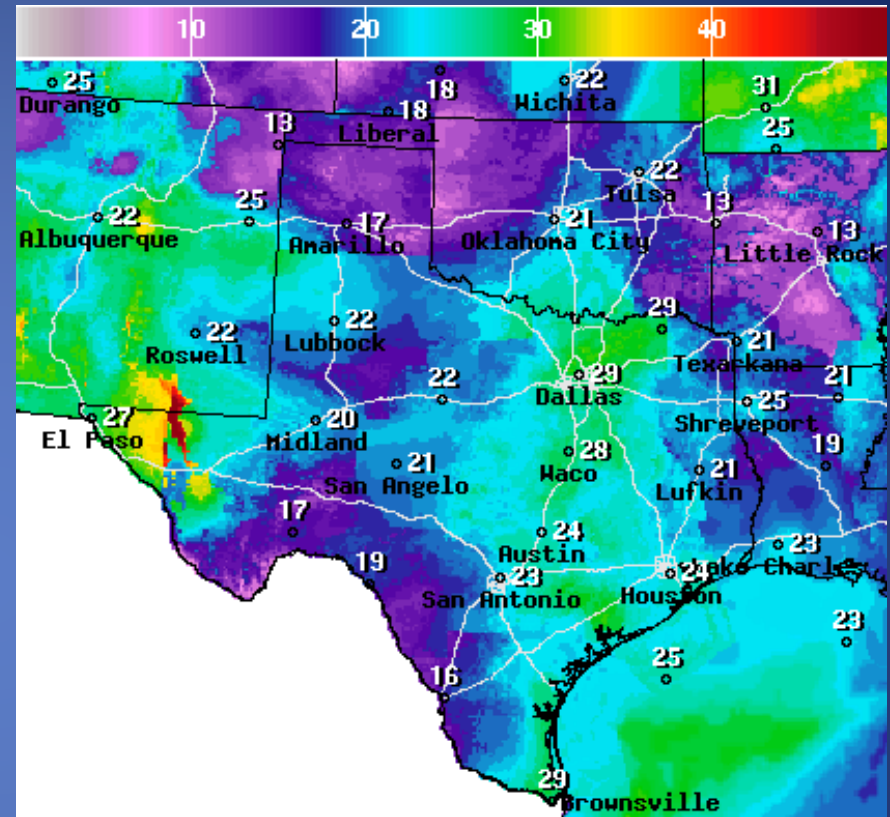 10 20 30 40
25
Durango
18
18
Liberal
22
Wichita
31
25
13
22
Tulsa
22
Albuquerque
25
17
Amarillo
21
Oklahoma City
13
13
Little Rock
22
Roswell
22
Lubbock
29
21
Texarkana
29
Dallas
22
25
Shreveport
21
27
El Paso
20
Midland
28
Waco
21
San Angelo
21
Lufkin
19
17
24
Austin
23
Lake Charles
19
23
San Antonio
24
Houston
23
25
16
29
Brownsville